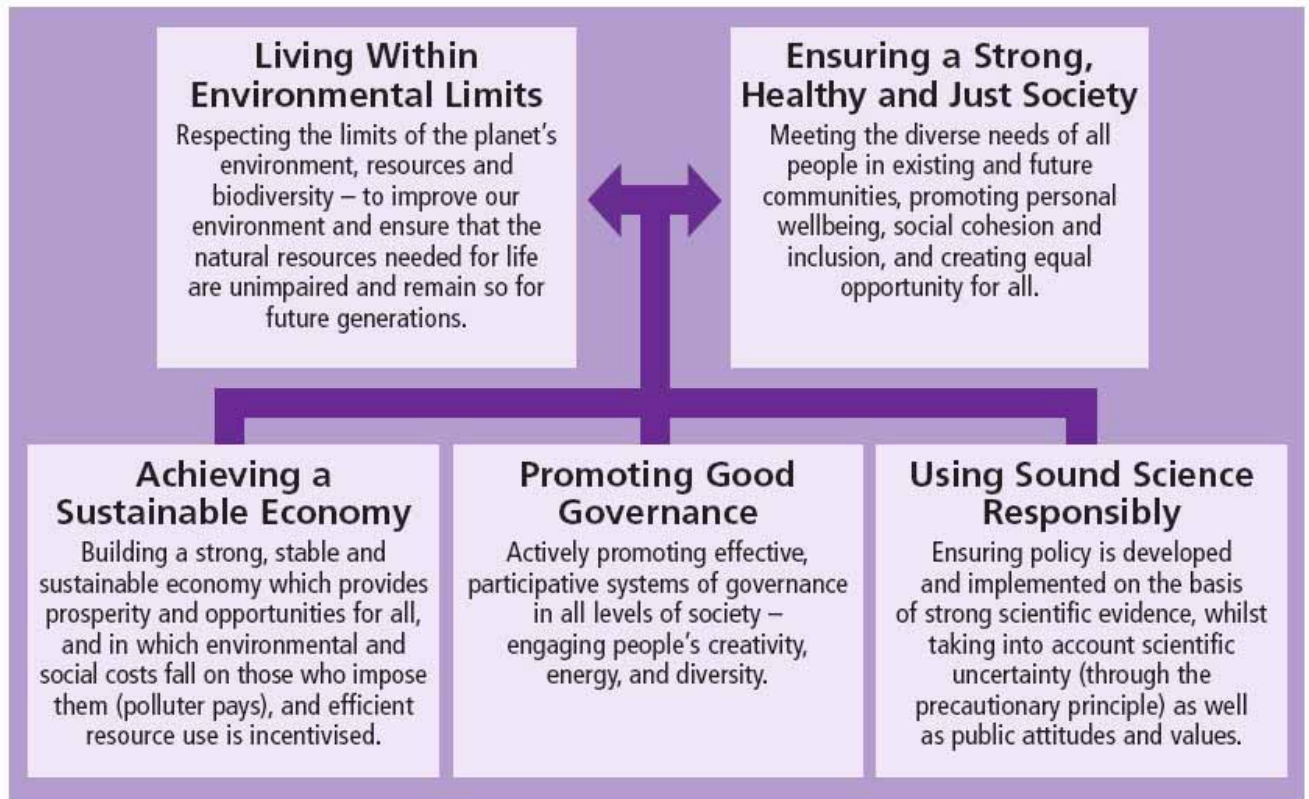 Living Within
Environmental Limits
Respecting the limits of the planet's
environment, resources and
biodiversity – to improve our
environment and ensure that the
natural resources needed for life
are unimpaired and remain so for
future generations.
Ensuring a Strong,
Healthy and Just Society
Meeting the diverse needs of all
people in existing and future
communities, promoting personal
wellbeing, social cohesion and
inclusion, and creating equal
opportunity for all.
Achieving a
Sustainable Economy
Building a strong, stable and
sustainable economy which provides
prosperity and opportunities for all,
and in which environmental and
social costs fall on those who impose
them (polluter pays), and efficient
resource use is incentivised.
Promoting Good
Governance
Actively promoting effective,
participative systems of governance
in all levels of society –
engaging people's creativity,
energy, and diversity.
Using Sound Science
Responsibly
Ensuring policy is developed
and implemented on the basis
of strong scientific evidence, whilst
taking into account scientific
uncertainty (through the
precautionary principle) as well
as public attitudes and values.